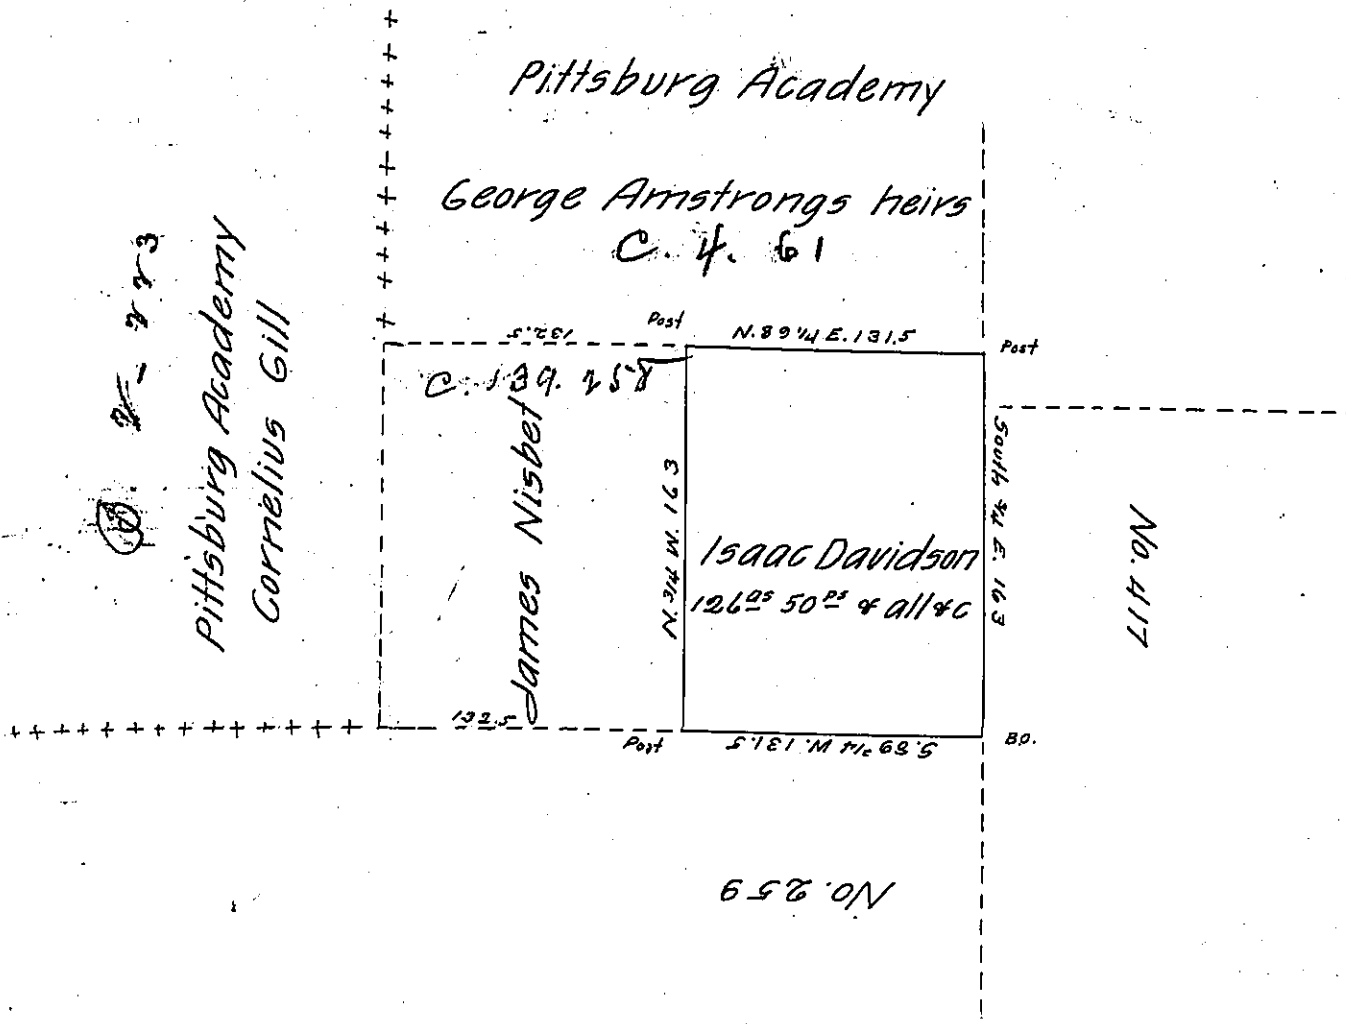 Pittsburg Academy
George Armstrongs heirs
C. 4. 61
Pittsburg Academy
Cornelius Gill
132.5
Post
N. 89 1/4 E. 131.5
Post
C. 139. 258
James Nisbet
N. 3/4 W. 163
Isaac Davidson
126as 50ps & all &c
South 3/4 E. 163
No. 417
132.5
Post
S. 89 1/4 W. 131.5
B.O.
No. 259